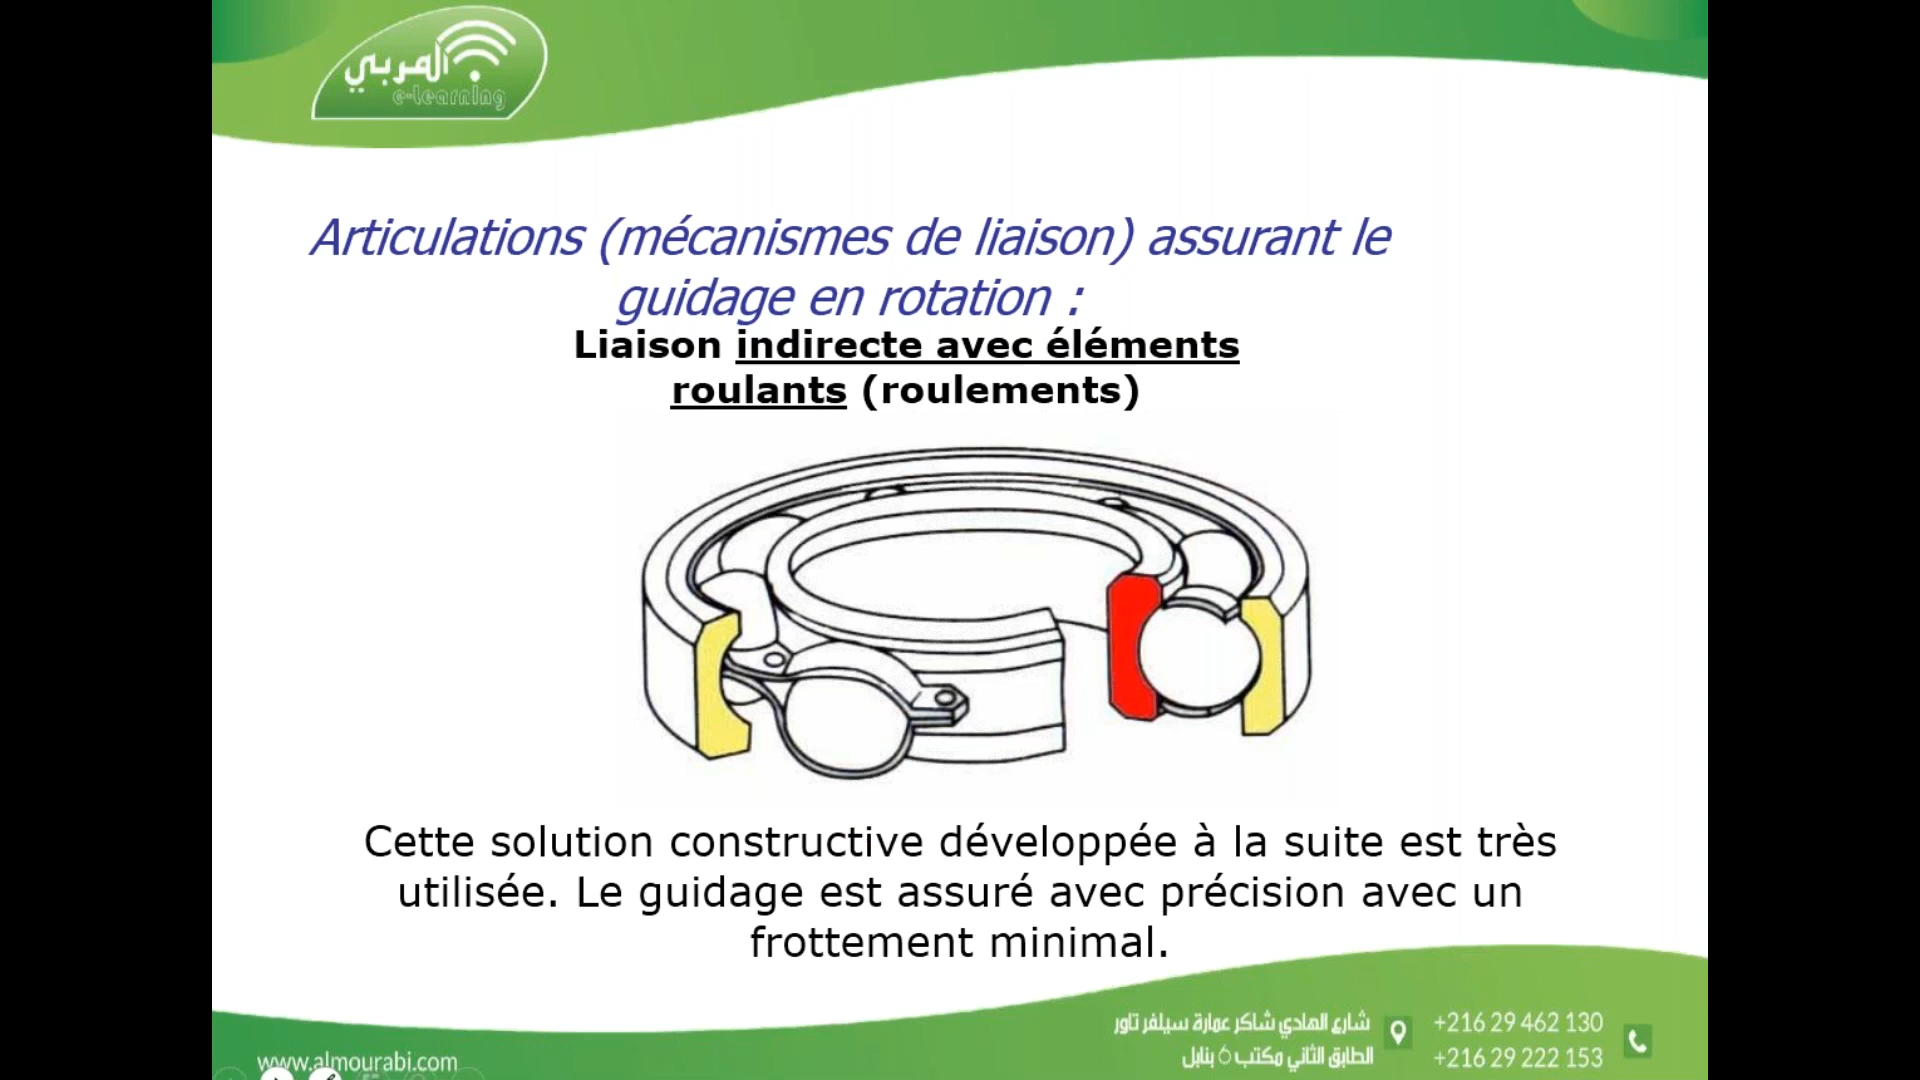 المربي
e-learning
Articulations (mécanismes de liaison) assurant le
guidage en rotation :
Liaison indirecte avec éléments
roulants (roulements)
Cette solution constructive développée à la suite est très
utilisée. Le guidage est assuré avec précision avec un
frottement minimal.
www.almourabi.com
شارع الهادي شاكر عمارة سيلفر تاور
الطابق الثاني مكتب 6 بنابل
+216 29 462 130
+216 29 222 153